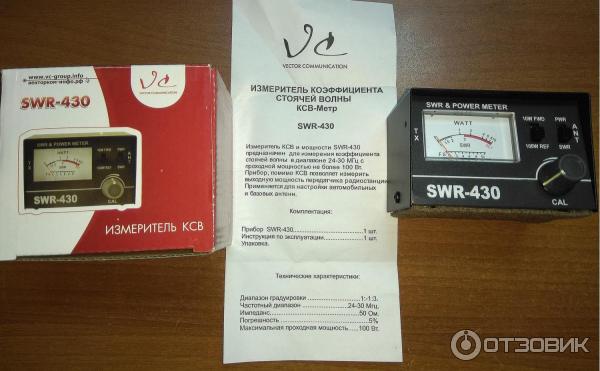 www.vc-group.info
векторком-инфо.рф
VC
VECTOR COMMUNICATION
SWR-430
SWR & POWER METER
WATT
SWR
TX
ANT
SWR-430
CAL
ИЗМЕРИТЕЛЬ КСВ
VC
VECTOR COMMUNICATION
ИЗМЕРИТЕЛЬ КОЭФФИЦИЕНТА
СТОЯЧЕЙ ВОЛНЫ
КСВ-Метр
SWR-430
Измеритель КСВ и мощности SWR-430
предназначен для измерения коэффициента
стоячей волны в диапазоне 24-30 МГц с
проходной мощностью не более 100 Вт.
Прибор, помимо КСВ позволяет измерять
выходную мощность передатчика радиостанции.
Применяется для настройки автомобильных
и базовых антенн.
Комплектация:
Прибор SWR-430.......................1 шт.
Инструкция по эксплуатации..............1 шт.
Упаковка.
Технические характеристики:
Диапазон градуировки ...................1:-1:3.
Частотный диапазон ................24-30 Мгц.
Импеданс...............................50 Ом.
Погрешность..............................5%
Максимальная проходная мощность.....100 Вт.
SWR & POWER METER
WATT
SWR
10W FWD
PWR
100W REF
SWR
TX
ANT
SWR-430
CAL
ОТЗОВИК